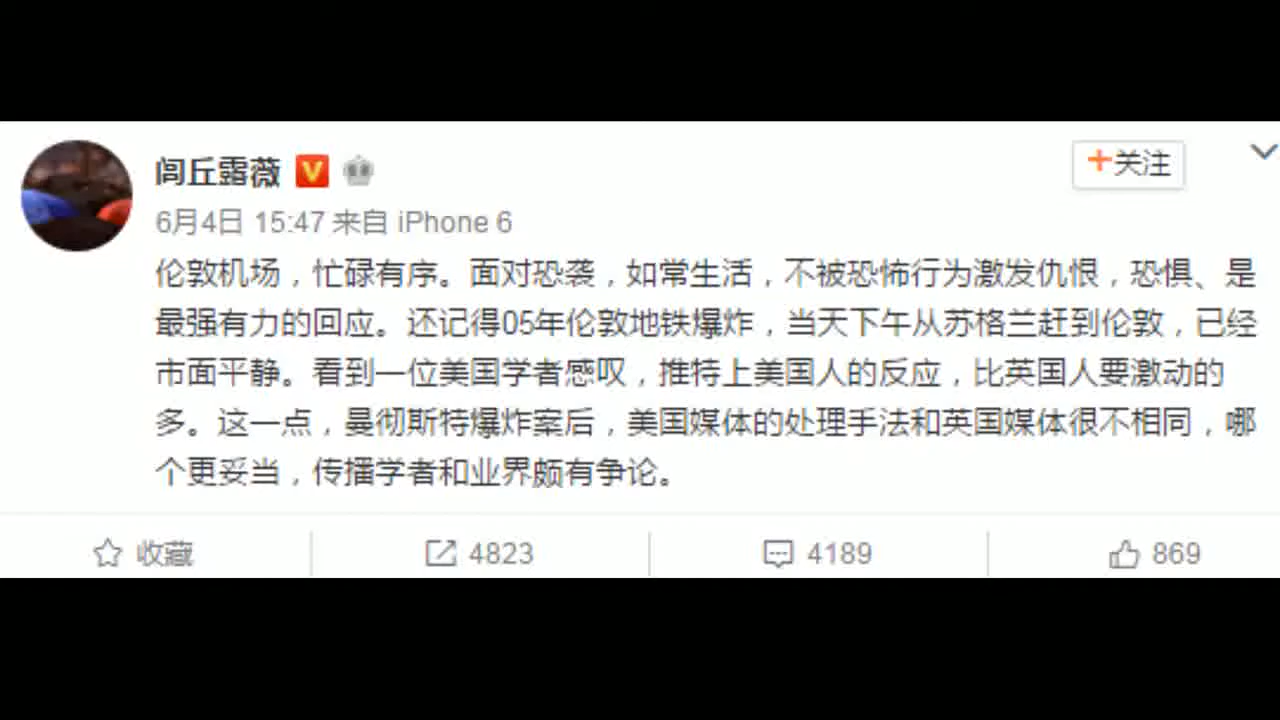 闾丘露薇
+关注
6月4日 15:47 来自 iPhone 6
伦敦机场，忙碌有序。面对恐袭，如常生活，不被恐怖行为激发仇恨，恐惧、是
最强有力的回应。还记得05年伦敦地铁爆炸，当天下午从苏格兰赶到伦敦，已经
市面平静。看到一位美国学者感叹，推特上美国人的反应，比英国人要激动的
多。这一点，曼彻斯特爆炸案后，美国媒体的处理手法和英国媒体很不相同，哪
个更妥当，传播学者和业界颇有争论。
收藏
4823
4189
869